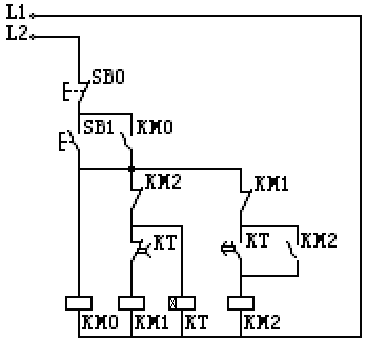 L1
L2
SB0
SB1 KM0
KM2 KM1
KT KT KM2
KM0 KM1 KT KM2